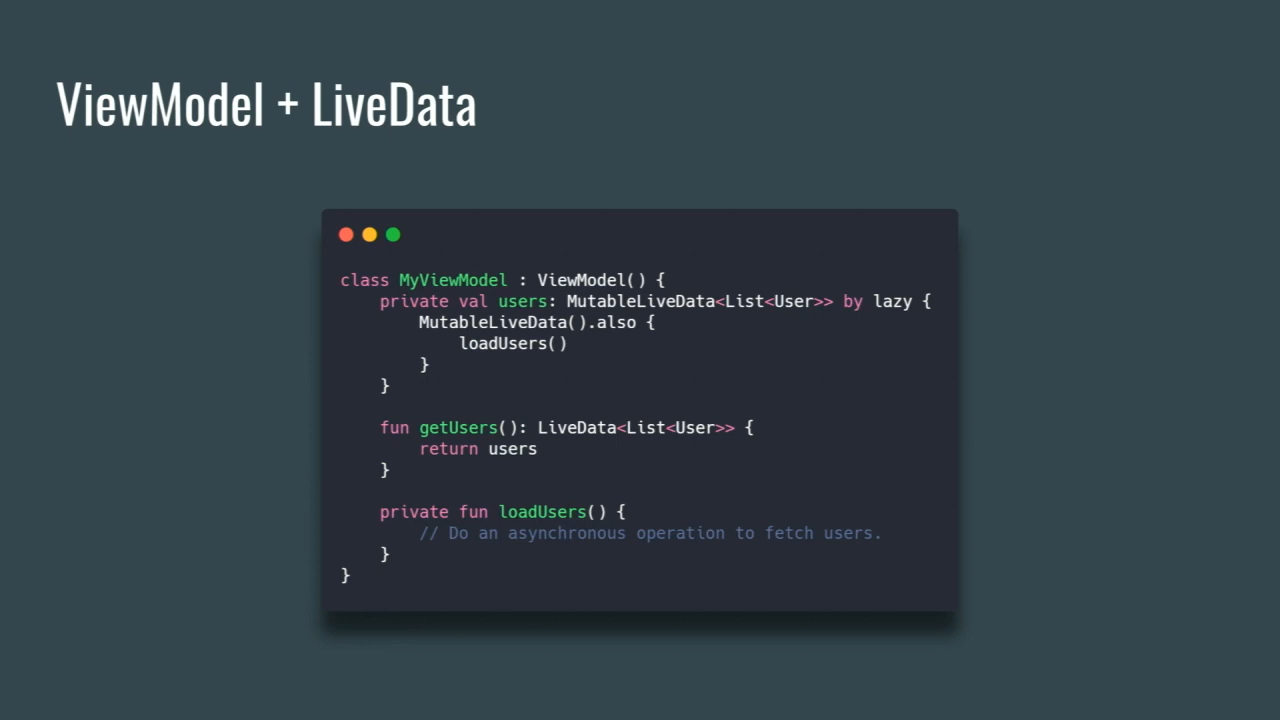 ViewModel + LiveData
class MyViewModel : ViewModel() {
    private val users: MutableLiveData<List<User>> by lazy {
        MutableLiveData().also {
            loadUsers()
        }
    }

    fun getUsers(): LiveData<List<User>> {
        return users
    }

    private fun loadUsers() {
        // Do an asynchronous operation to fetch users.
    }
}